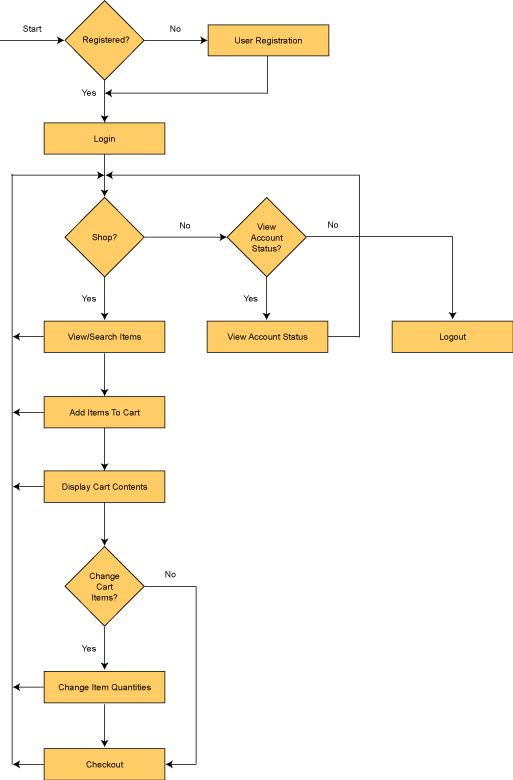 Start
Registered?
No
User Registration
Yes
Login
Shop?
No
View
Account
Status?
No
Yes
Yes
View/Search Items
View Account Status
Logout
Add Items To Cart
Display Cart Contents
Change
Cart
Items?
No
Yes
Change Item Quantities
Checkout